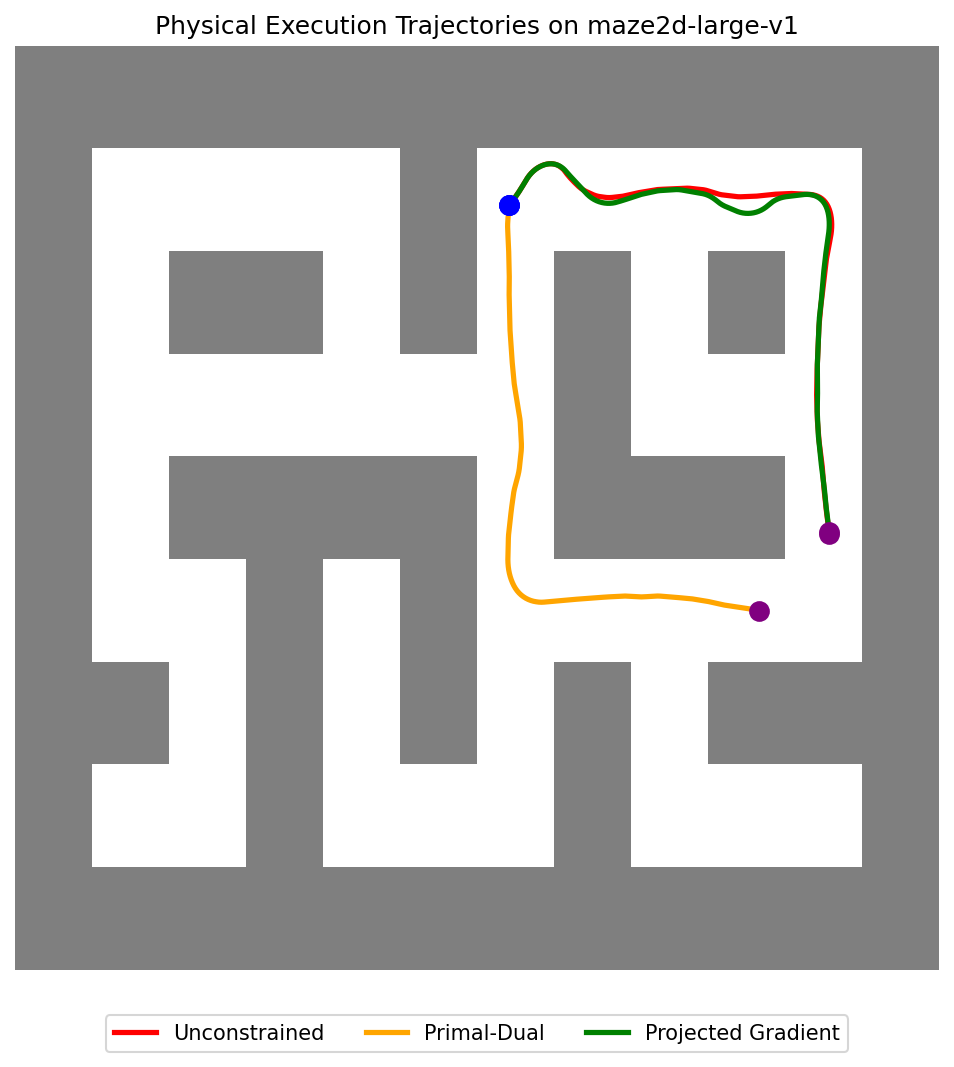 Physical Execution Trajectories on maze2d-large-v1
Unconstrained Primal-Dual Projected Gradient